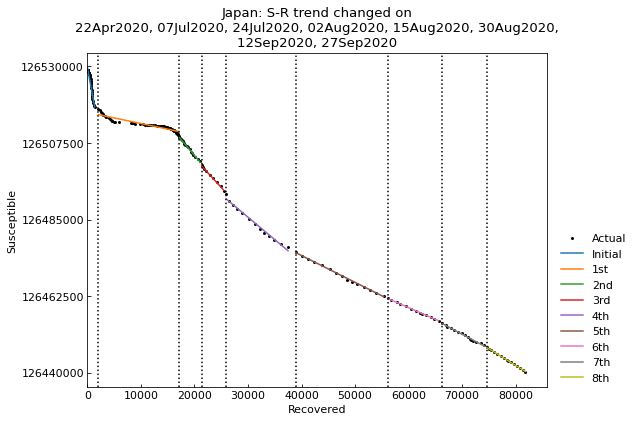 Japan: S-R trend changed on
22Apr2020, 07Jul2020, 24Jul2020, 02Aug2020, 15Aug2020, 30Aug2020,
12Sep2020, 27Sep2020
126530000
126507500
126485000
126462500
126440000
Susceptible
0
10000
20000
30000
40000
50000
60000
70000
80000
Recovered
Actual
Initial
1st
2nd
3rd
4th
5th
6th
7th
8th